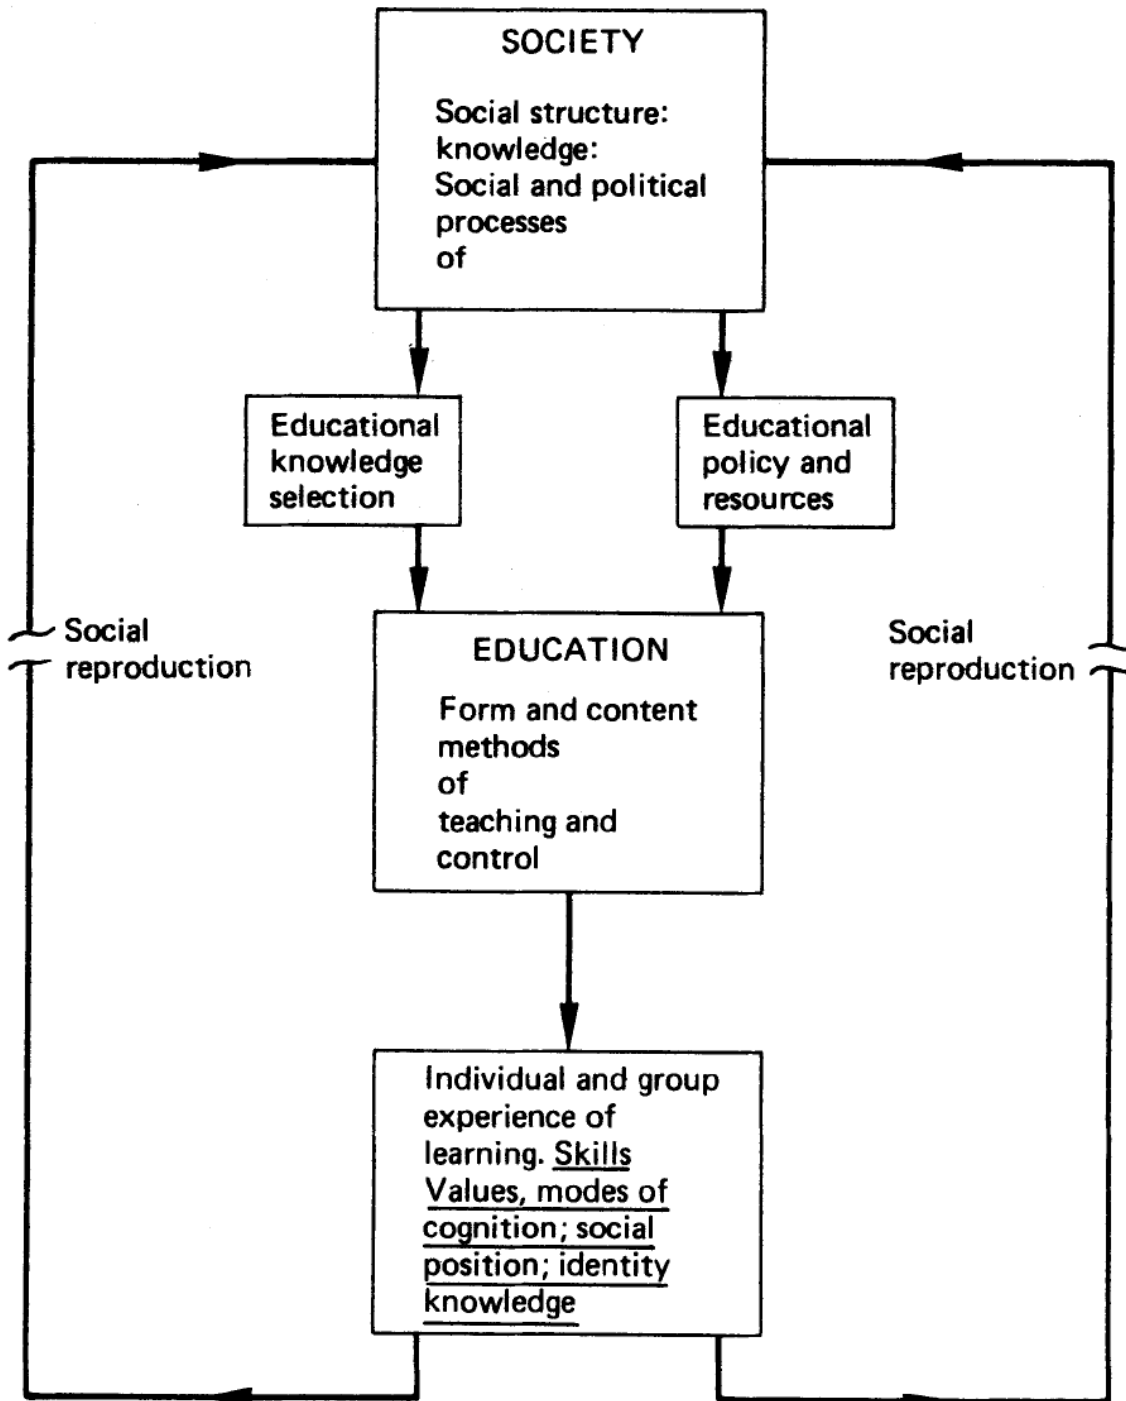 SOCIETY
Social structure:
knowledge:
Social and political
processes
of
Educational
knowledge
selection
Educational
policy and
resources
Social
reproduction
EDUCATION
Form and content
methods
of
teaching and
control
Social
reproduction
Individual and group
experience of
learning. Skills
Values, modes of
cognition; social
position; identity
knowledge